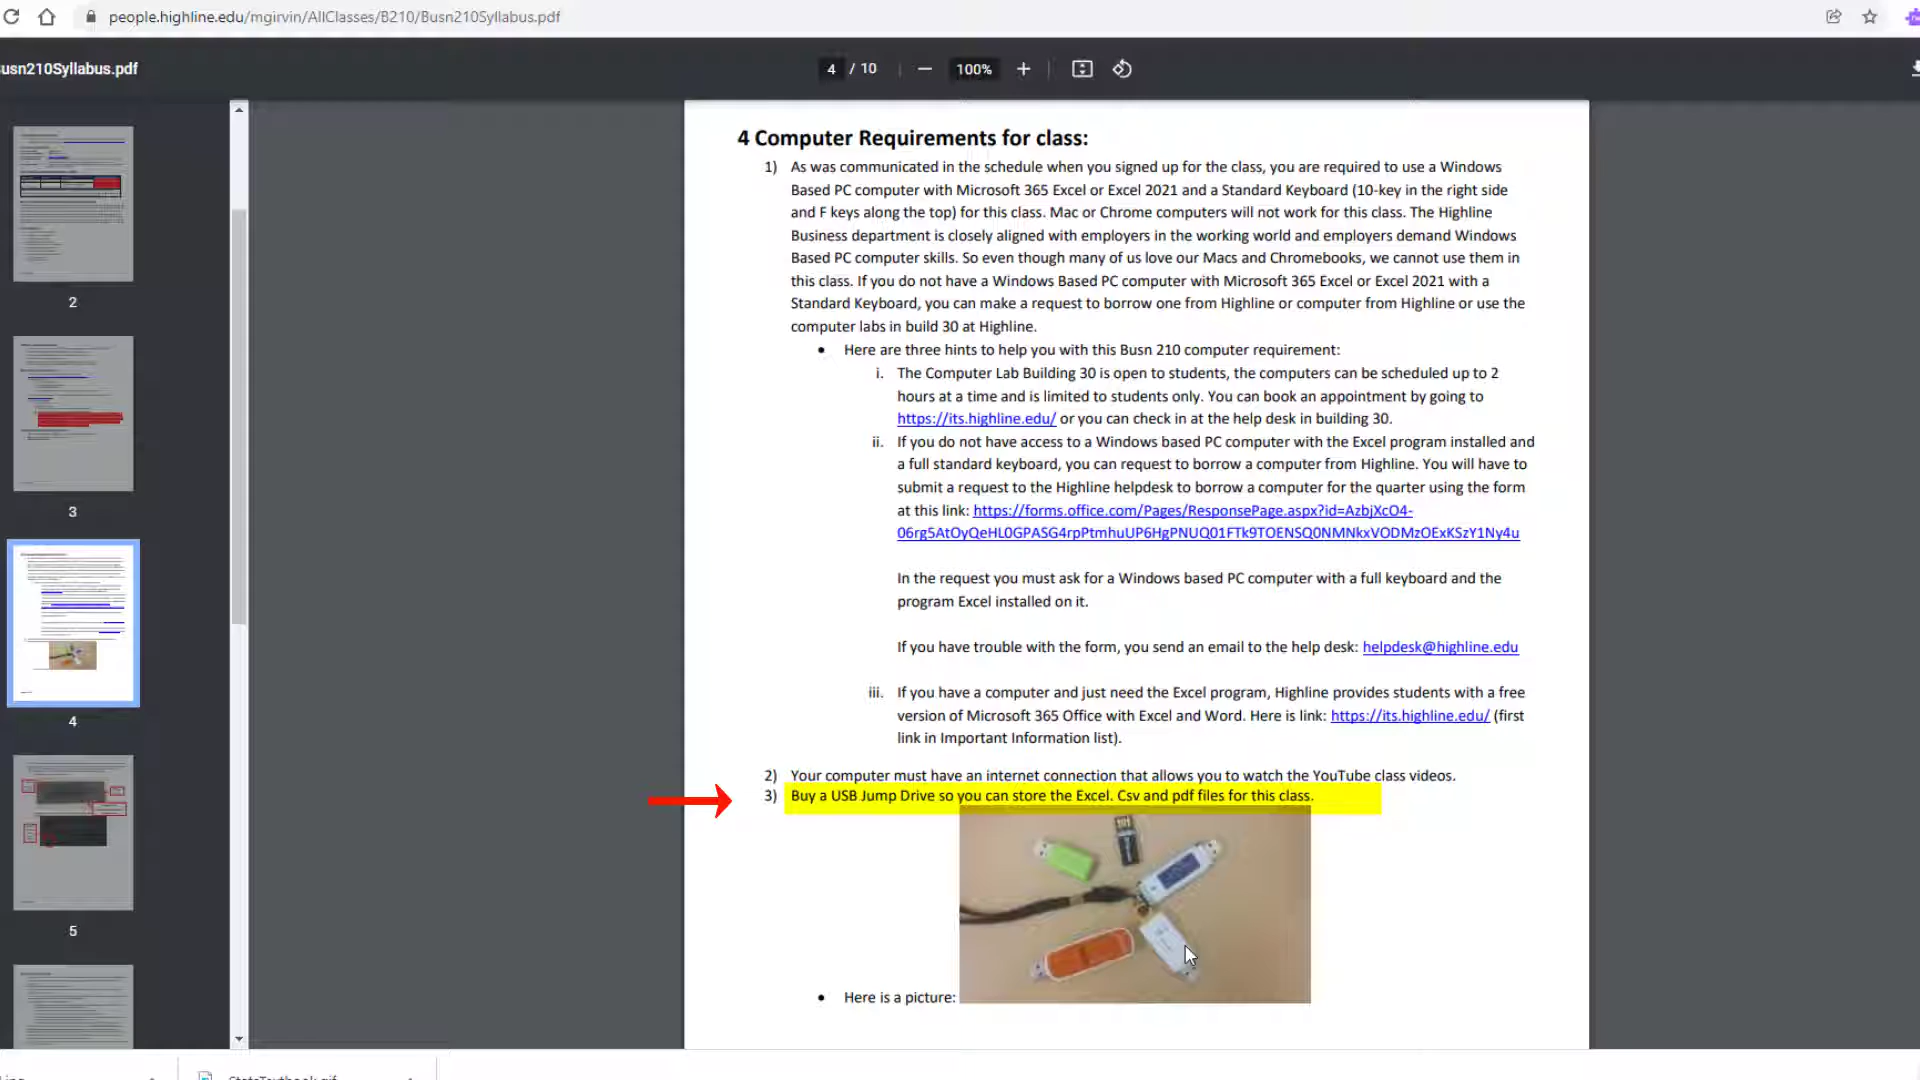 people.highline.edu/mgirvin/AllClasses/B210/Busn210Syllabus.pdf
usn210Syllabus.pdf
4 / 10
100%
4 Computer Requirements for class:
1) As was communicated in the schedule when you signed up for the class, you are required to use a Windows
Based PC computer with Microsoft 365 Excel or Excel 2021 and a Standard Keyboard (10-key in the right side
and F keys along the top) for this class. Mac or Chrome computers will not work for this class. The Highline
Business department is closely aligned with employers in the working world and employers demand Windows
Based PC computer skills. So even though many of us love our Macs and Chromebooks, we cannot use them in
this class. If you do not have a Windows Based PC computer with Microsoft 365 Excel or Excel 2021 with a
Standard Keyboard, you can make a request to borrow one from Highline or computer from Highline or use the
computer labs in build 30 at Highline.
• Here are three hints to help you with this Busn 210 computer requirement:
i. The Computer Lab Building 30 is open to students, the computers can be scheduled up to 2
hours at a time and is limited to students only. You can book an appointment by going to
https://its.highline.edu/ or you can check in at the help desk in building 30.
ii. If you do not have access to a Windows based PC computer with the Excel program installed and
a full standard keyboard, you can request to borrow a computer from Highline. You will have to
submit a request to the Highline helpdesk to borrow a computer for the quarter using the form
at this link: https://forms.office.com/Pages/ResponsePage.aspx?id=AzbjXcO4-
06rg5AtOyQeHL0GPASG4rpPtmhuUP6HgPNUQ01FTk9TOENSQ0NMNkxVODMzOExKSzY1Ny4u
In the request you must ask for a Windows based PC computer with a full keyboard and the
program Excel installed on it.
If you have trouble with the form, you send an email to the help desk: helpdesk@highline.edu
iii. If you have a computer and just need the Excel program, Highline provides students with a free
version of Microsoft 365 Office with Excel and Word. Here is link: https://its.highline.edu/ (first
link in Important Information list).
2) Your computer must have an internet connection that allows you to watch the YouTube class videos.
3) Buy a USB Jump Drive so you can store the Excel. Csv and pdf files for this class.
• Here is a picture:
2
3
4
5